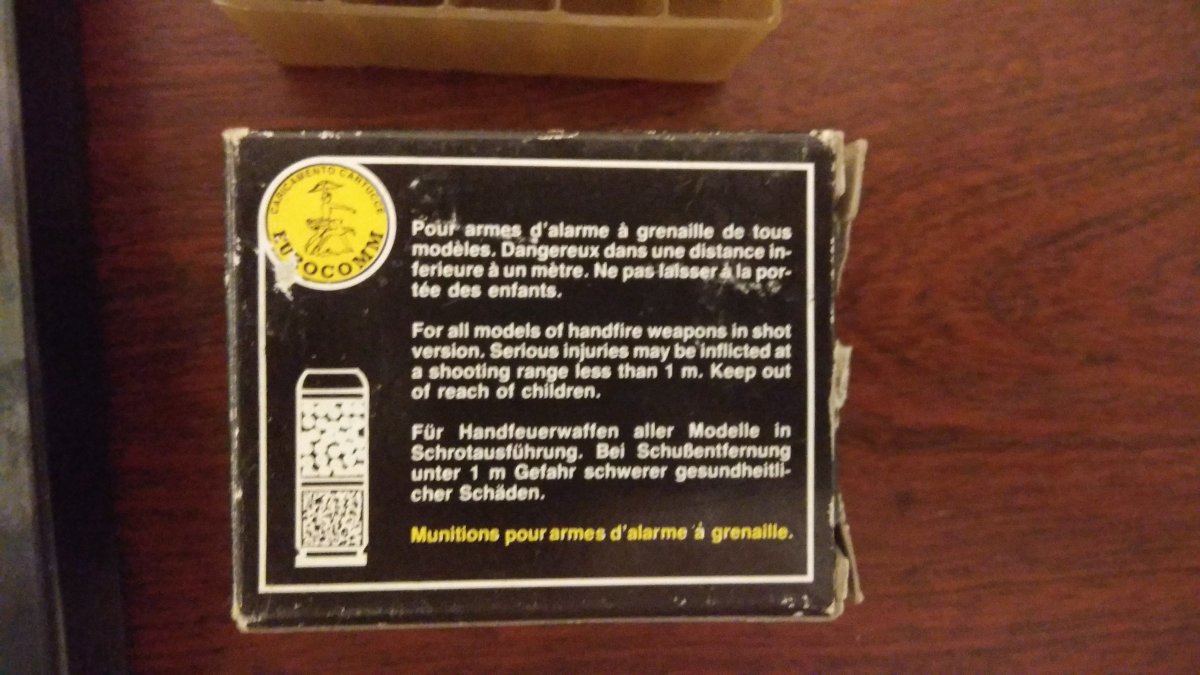 CARICAMENTO CARTUCCE
EUROCOMM
Pour armes d'alarme à grenaille de tous
modèles. Dangereux dans une distance in-
ferieure à un mètre. Ne pas laisser à la por-
tée des enfants.
For all models of handfire weapons in shot
version. Serious injuries may be inflicted at
a shooting range less than 1 m. Keep out
of reach of children.
Für Handfeuerwaffen aller Modelle in
Schrotausführung. Bei Schußentfernung
unter 1 m Gefahr schwerer gesundheitli-
cher Schäden.
Munitions pour armes d'alarme à grenaille.